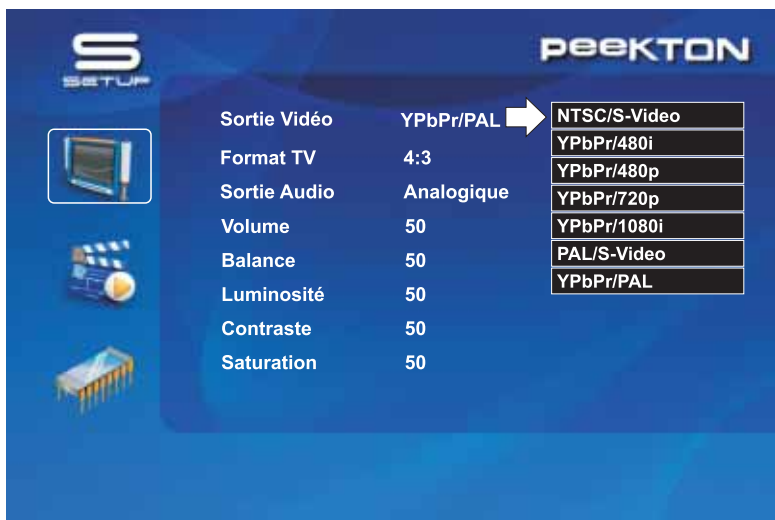 S
SETUP
PEEKTON
Sortie Vidéo YPbPr/PAL
Format TV 4:3
Sortie Audio Analogique
Volume 50
Balance 50
Luminosité 50
Contraste 50
Saturation 50
NTSC/S-Video
YPbPr/480i
YPbPr/480p
YPbPr/720p
YPbPr/1080i
PAL/S-Video
YPbPr/PAL